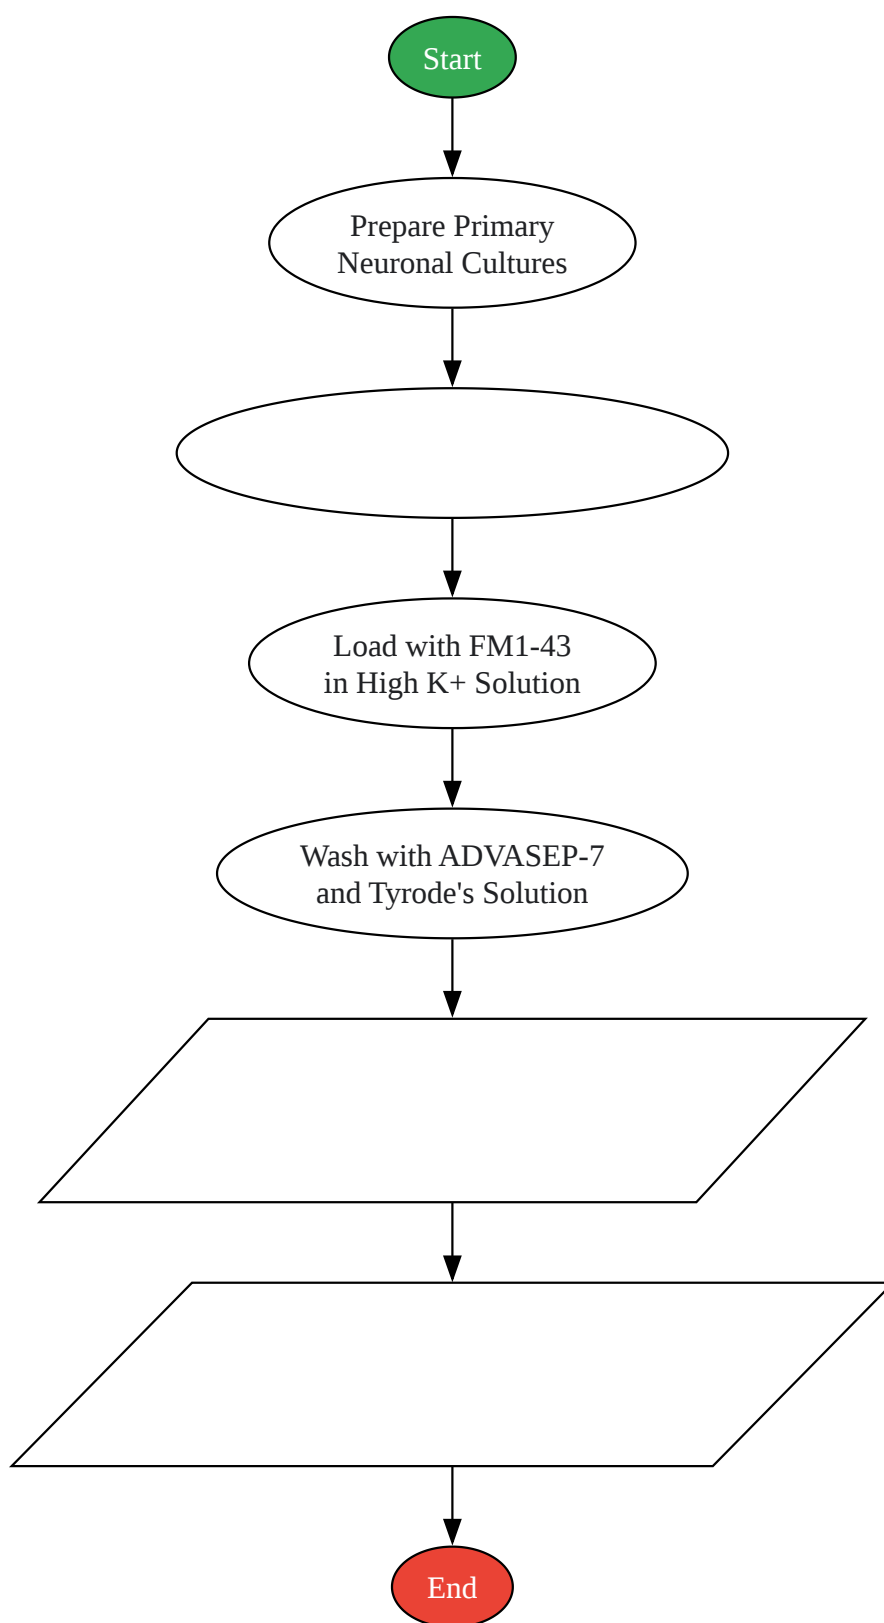 Start
Prepare Primary
Neuronal Cultures
Load with FM1-43
in High K+ Solution
Wash with ADVASEP-7
and Tyrode's Solution
End